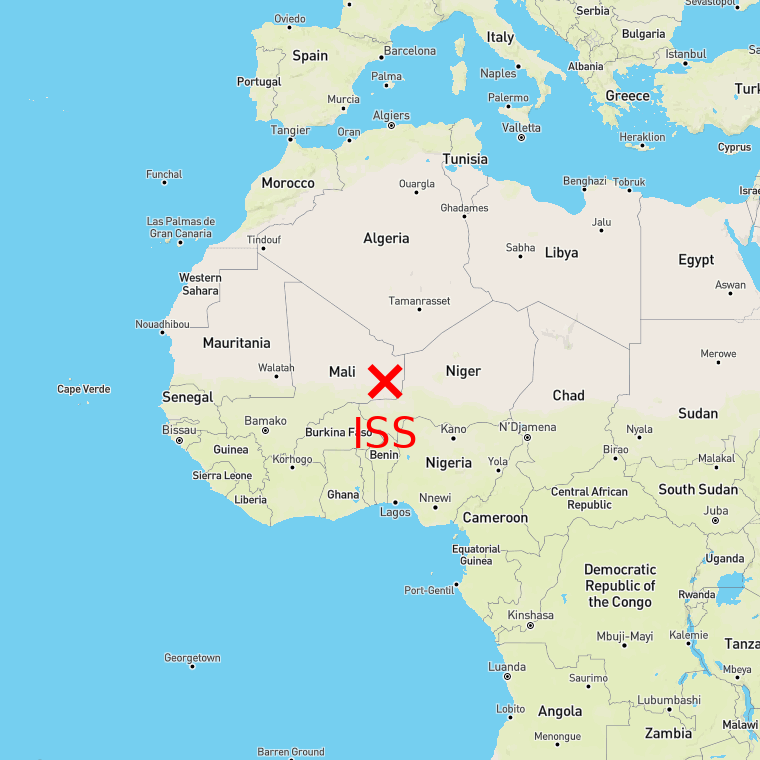 Sevastopol
Serbia
Oviedo
Italy
Bulgaria
Spain
Barcelona
Istanbul
Albania
Naples
Portugal
Palma
Greece
Murcia
Palermo
Algiers
Valletta
Tangier
Oran
Heraklion
Cyprus
Tunisia
Funchal
Morocco
Ouargla
Benghazi
Tobruk
Ghadames
Las Palmas de
Gran Canaria
Jalu
Tindouf
Algeria
Sabha
Libya
Egypt
Western
Sahara
Aswan
Tamanrasset
Nouadhibou
Mauritania
Merowe
Walatah
Mali
Niger
Cape Verde
Senegal
Chad
Sudan
Bamako
ISS
Bissau
Burkina Faso
Kano
N'Djamena
Nyala
Guinea
Benin
Birao
Korhogo
Nigeria
Yola
Malakal
Sierra Leone
Liberia
Ghana
Nnewi
Central African
Republic
South Sudan
Lagos
Cameroon
Juba
Equatorial
Guinea
Uganda
Democratic
Republic of
the Congo
Port-Gentil
Rwanda
Kinshasa
Mbuji-Mayi
Kalemie
Tanza
Georgetown
Luanda
Saurimo
Mbeya
Lobito
Angola
Lubumbashi
Malawi
Menongue
Zambia
Barren Ground